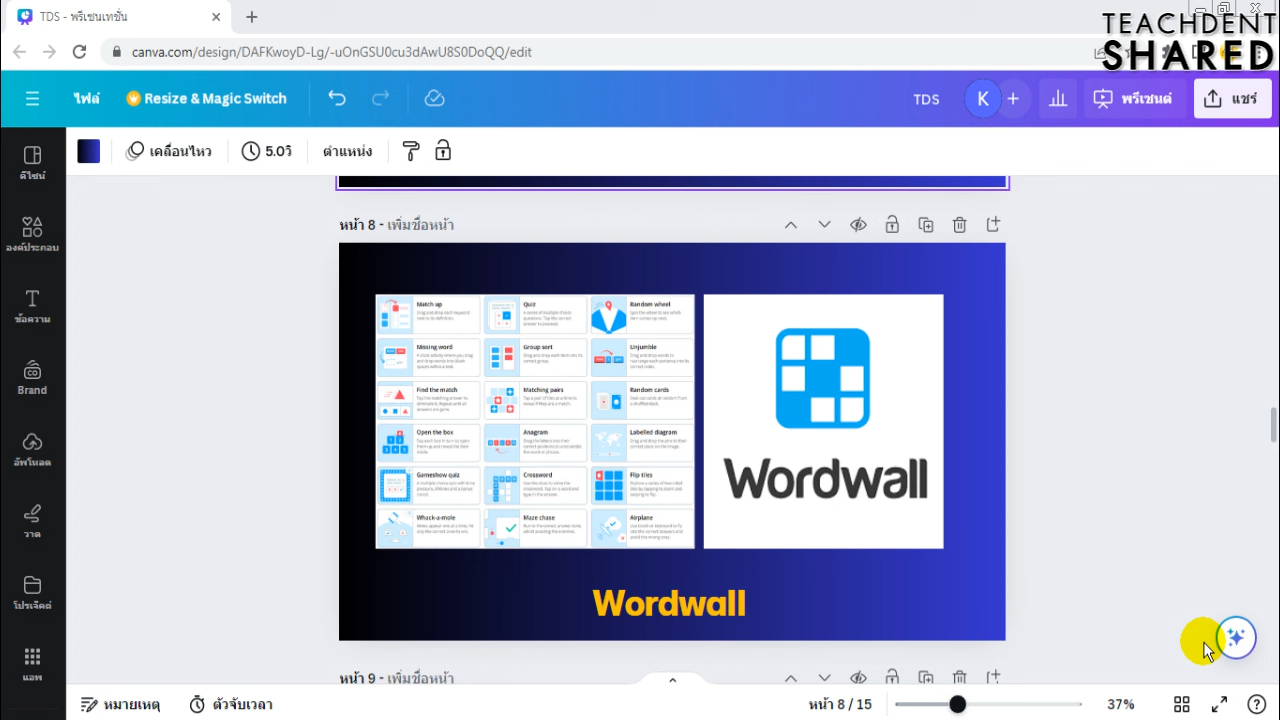 TDS - พรีเซนเทชั่น
TEACHDENT
SHARED
canva.com/design/DAFKwoyD-Lg/-uOnGSU0cu3dAwU8S0DoQQ/edit
ไฟล์
Resize & Magic Switch
TDS
K
พรีเซนต์
แชร์
เคลื่อนไหว
5.0วิ
ตำแหน่ง
ดีไซน์
องค์ประกอบ
ข้อความ
Brand
อัพโหลด
วาด
โปรเจ็คต์
แอพ
หน้า 8 - เพิ่มชื่อหน้า
Match up
Quiz
Random wheel
Missing word
Group sort
Unjumble
Find the match
Matching pairs
Random cards
Open the box
Anagram
Labelled diagram
Gameshow quiz
Crossword
Flip tiles
Whack-a-mole
Maze chase
Airplane
Wordwall
Wordwall
หน้า 9 - เพิ่มชื่อหน้า
หมายเหตุ
ตัวจับเวลา
หน้า 8 / 15
37%